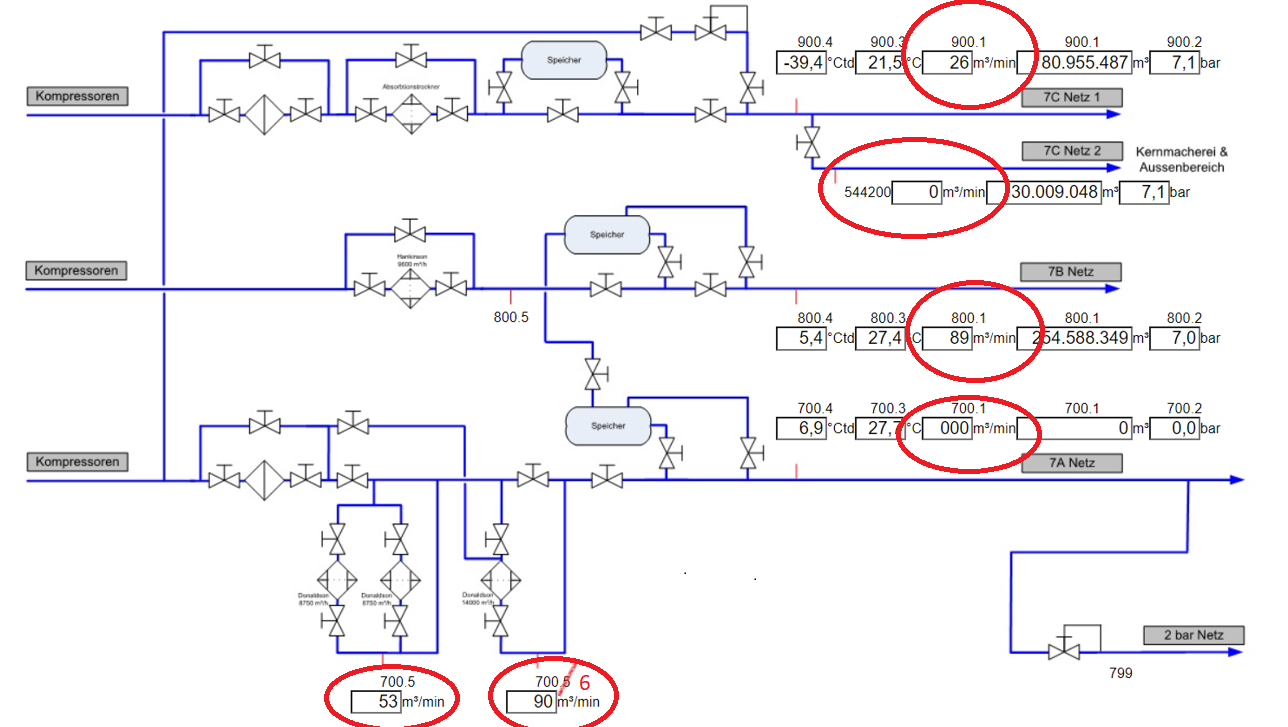 900.4 900.3 900.1 900.1 900.2
-39,4 °Ctd 21,5 °C 26 m³/min 80.955.487 m³ 7,1 bar
Speicher
Kompressoren
Absorbtionstrockner
7C Netz 1
7C Netz 2
Kernmacherei &
Aussenbereich
544200 0 m³/min 30.009.048 m³ 7,1 bar
Speicher
Kompressoren
Hankinson
9600 m³/h
7B Netz
800.5
800.4 800.3 800.1 800.1 800.2
5,4 °Ctd 27,4 °C 89 m³/min 254.588.349 m³ 7,0 bar
700.4 700.3 700.1 700.1 700.2
6,9 °Ctd 27,7 °C 000 m³/min 0 m³ 0,0 bar
Speicher
Kompressoren
7A Netz
Donaldson
8750 m³/h
Donaldson
8750 m³/h
Donaldson
14000 m³/h
2 bar Netz
799
700.5
53 m³/min
700.5 6
90 m³/min